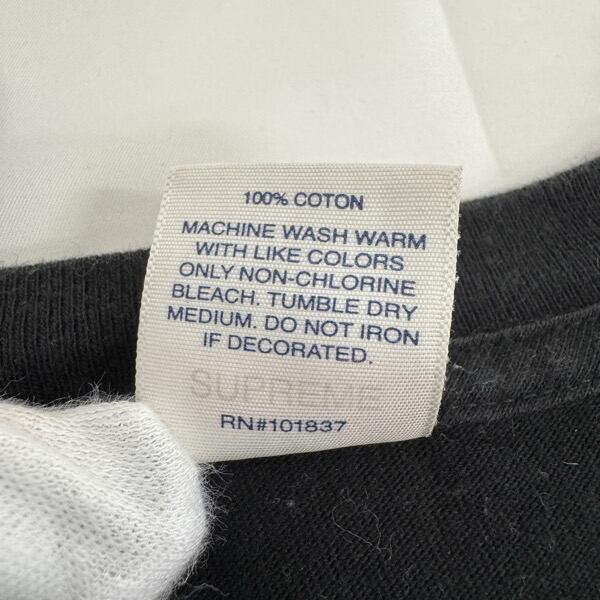 100% COTON
MACHINE WASH WARM
WITH LIKE COLORS
ONLY NON-CHLORINE
BLEACH. TUMBLE DRY
MEDIUM. DO NOT IRON
IF DECORATED.
SUPREME
RN#101837